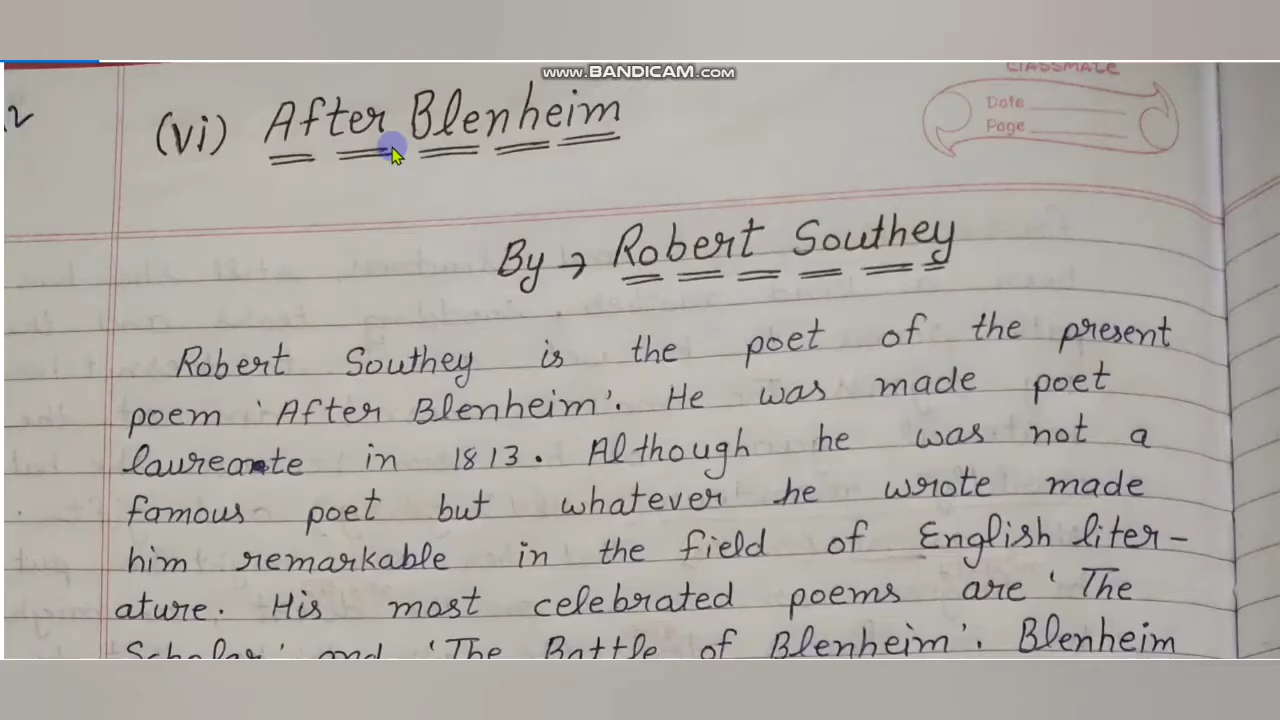 www.BANDICAM.com
CLASSMATE
Date
Page
(vi) After Blenheim
By → Robert Southey
Robert Southey is the poet of the present
poem 'After Blenheim'. He was made poet
laureate in 1813. Although he was not a
famous poet but whatever he wrote made
him remarkable in the field of English liter-
ature. His most celebrated poems are 'The
Scholar' and 'The Battle of Blenheim'. Blenheim